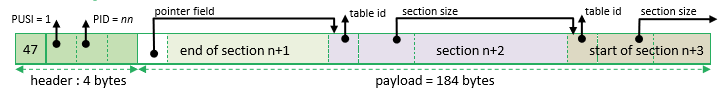 PUSI = 1
PID = nn
pointer field
table id
section size
table id
section size
47
end of section n+1
section n+2
start of section n+3
header : 4 bytes
payload = 184 bytes